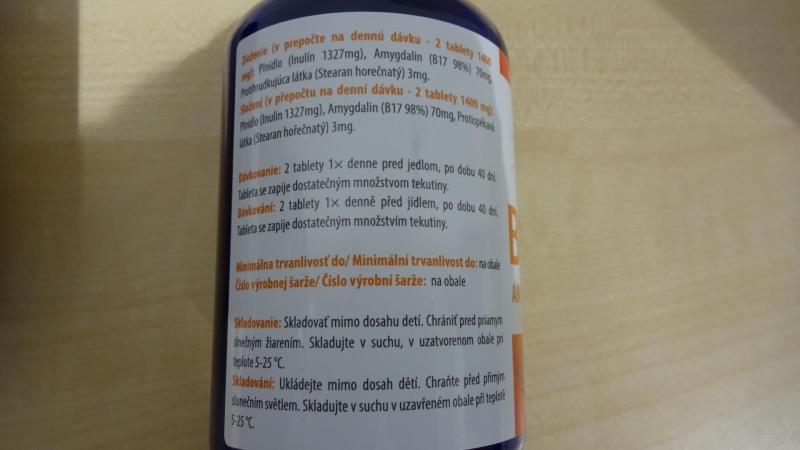 Zloženie (v prepočte na dennú dávku - 2 tablety 1400
mg): Plnidlo (Inulín 1327mg), Amygdalin (B17 98%) 70mg,
Protihrudkujúca látka (Stearan horečnatý) 3mg.
Složení (v přepočtu na denní dávku - 2 tablety 1400 mg):
Plnidlo (Inulin 1327mg), Amygdalin (B17 98%) 70mg, Protispékavá
látka (Stearan hořečnatý) 3mg.
Dávkovanie: 2 tablety 1× denne pred jedlom, po dobu 40 dní.
Tableta se zapije dostatečným množstvom tekutiny.
Dávkování: 2 tablety 1× denně před jídlem, po dobu 40 dní.
Tableta se zapije dostatečným množstvím tekutiny.
Minimálna trvanlivosť do/ Minimální trvanlivost do: na obale
Číslo výrobnej šarže/ Číslo výrobní šarže: na obale
Skladovanie: Skladovať mimo dosahu detí. Chrániť pred priamym
slnečným žiarením. Skladujte v suchu, v uzatvorenom obale pri
teplote 5-25 °C.
Skladování: Ukládejte mimo dosah dětí. Chraňte před přímým
slunečním světlem. Skladujte v suchu v uzavřeném obale při teplotě
5-25 °C.
B